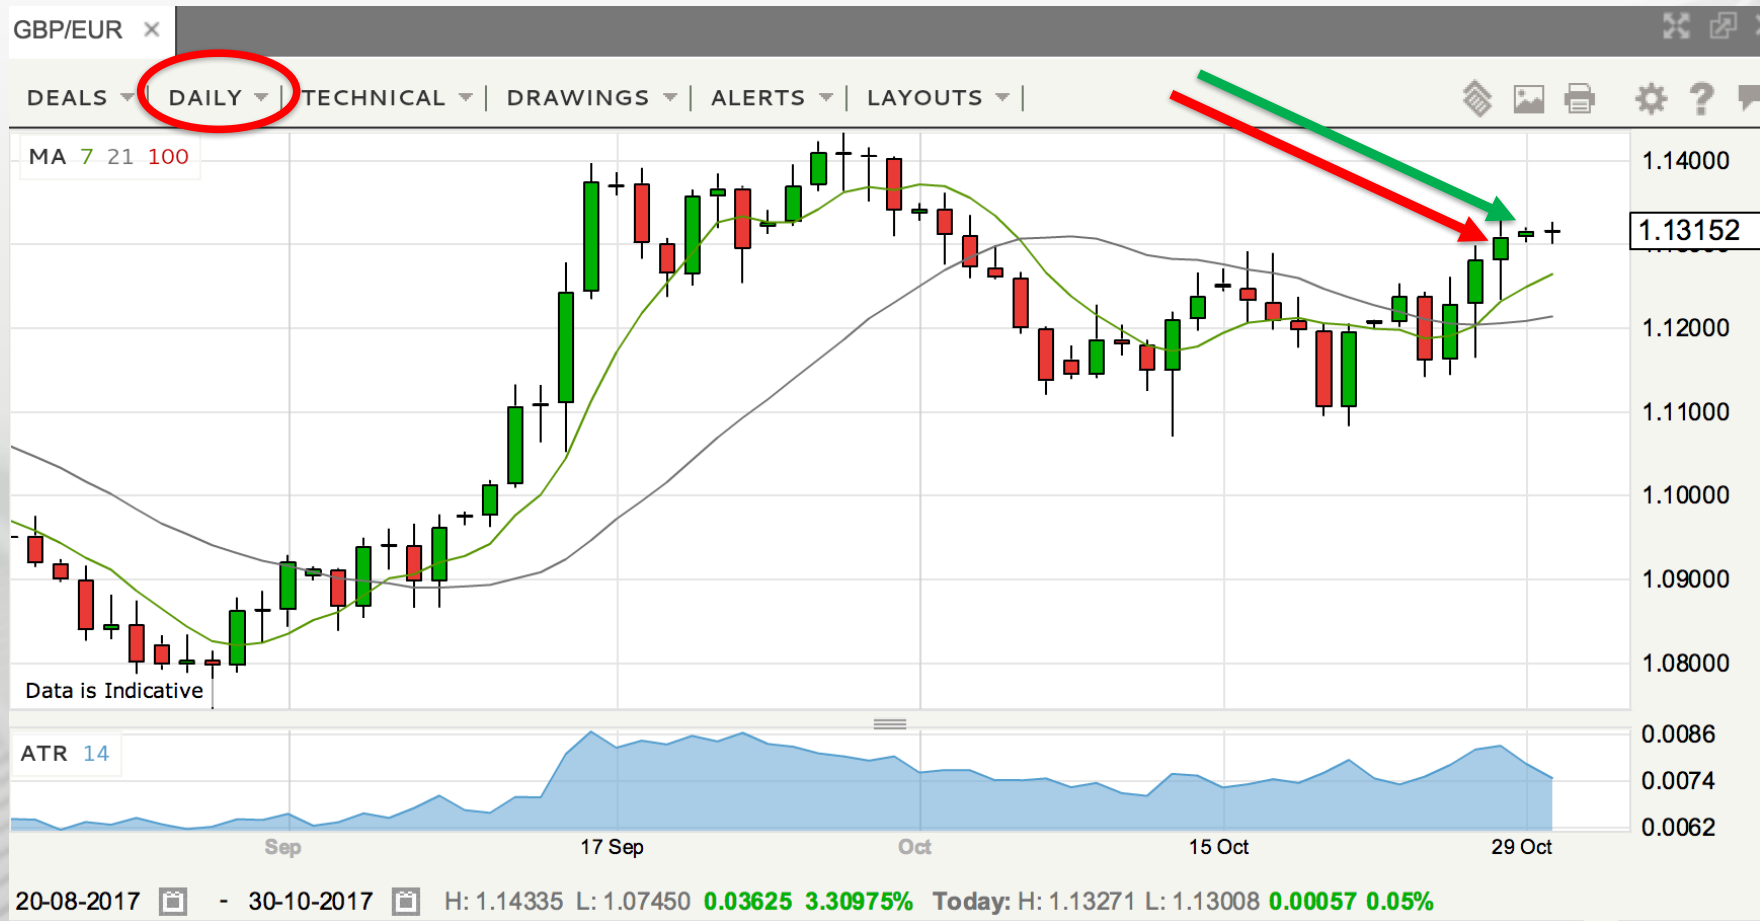 GBP/EUR ×
DEALS DAILY TECHNICAL DRAWINGS ALERTS LAYOUTS
MA 7 21 100
1.14000
1.13152
1.12000
1.11000
1.10000
1.09000
1.08000
Data is Indicative
ATR 14
0.0086
0.0074
0.0062
Sep 17 Sep Oct 15 Oct 29 Oct
20-08-2017 - 30-10-2017 H: 1.14335 L: 1.07450 0.03625 3.30975% Today: H: 1.13271 L: 1.13008 0.00057 0.05%